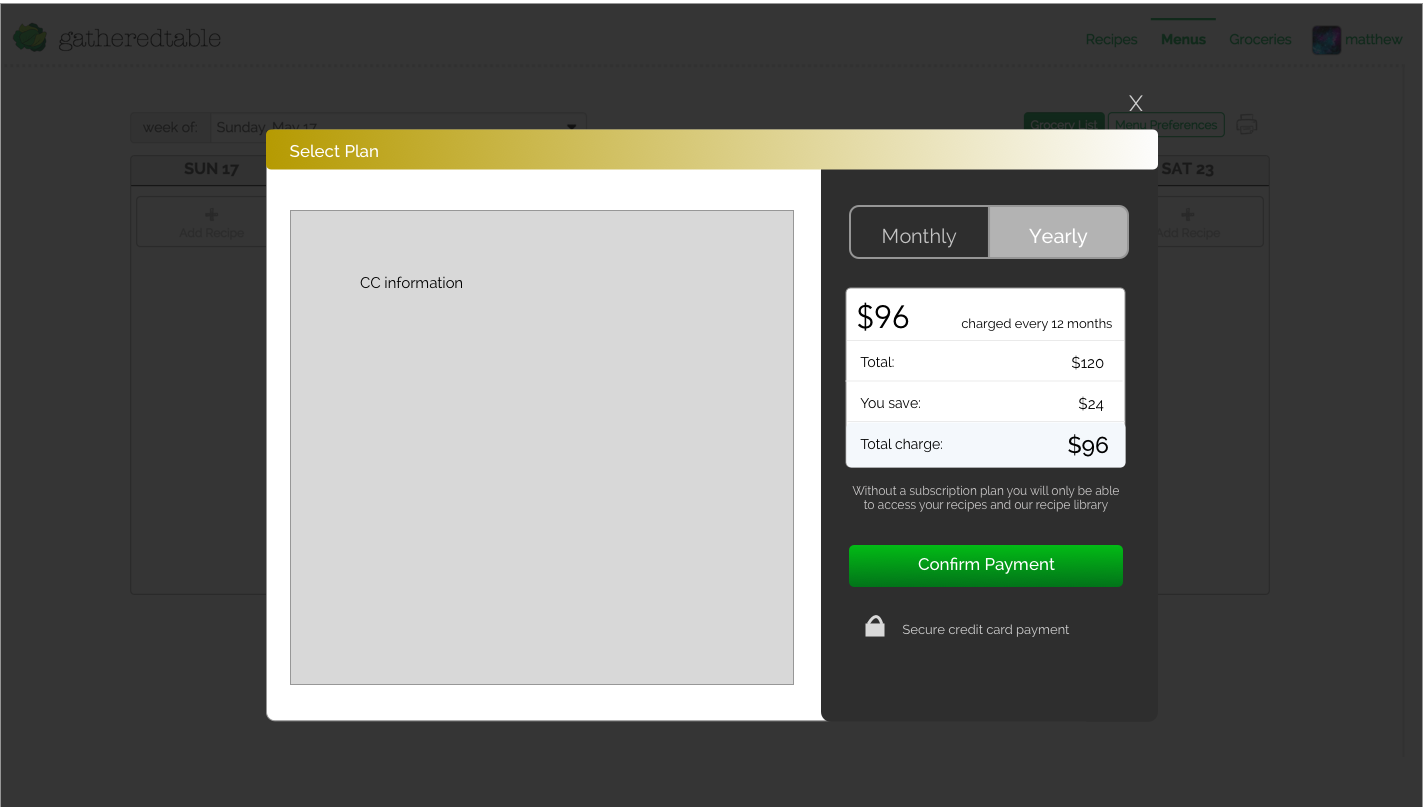 gatheredtable
Recipes
Menus
Groceries
matthew
X
week of:
Sunday, May 17
Grocery List
Menu Preferences
Select Plan
SUN 17
SAT 23
Add Recipe
Add Recipe
Monthly
Yearly
CC information
$96
charged every 12 months
Total:
$120
You save:
$24
Total charge:
$96
Without a subscription plan you will only be able
to access your recipes and our recipe library
Confirm Payment
Secure credit card payment